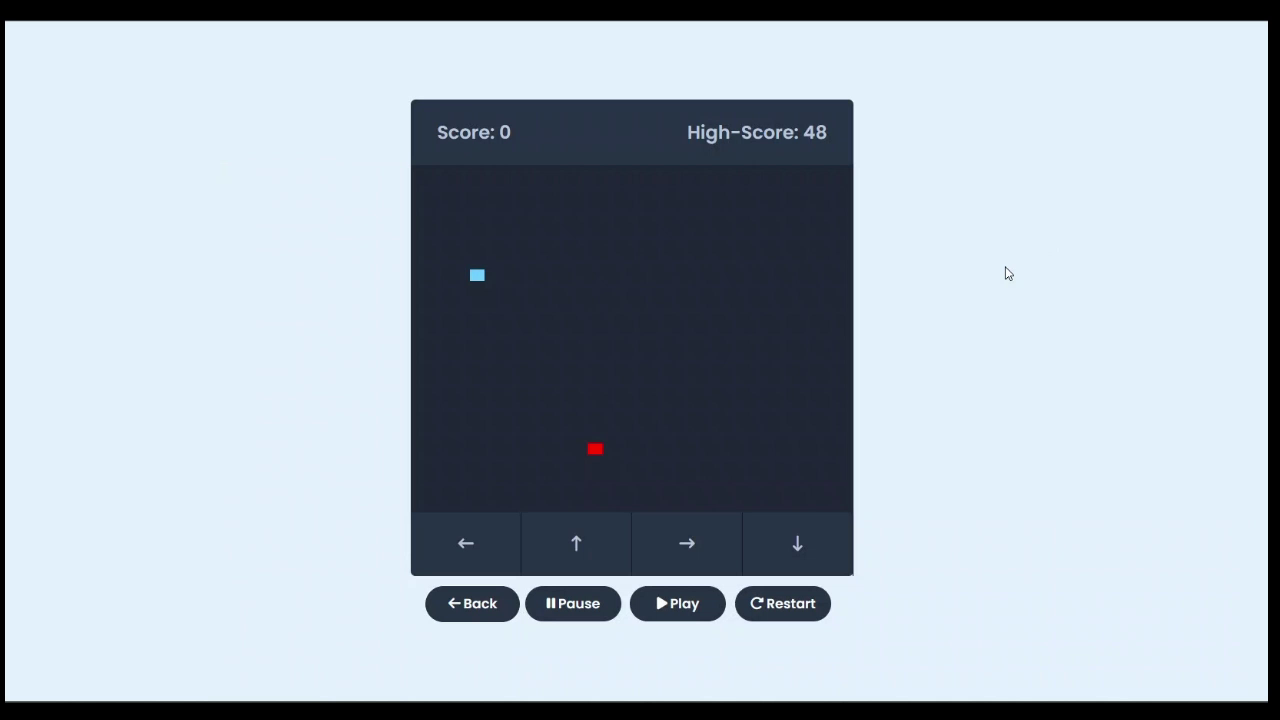 Score: 0
High-Score: 48
← ↑ → ↓
Back
Pause
Play
Restart